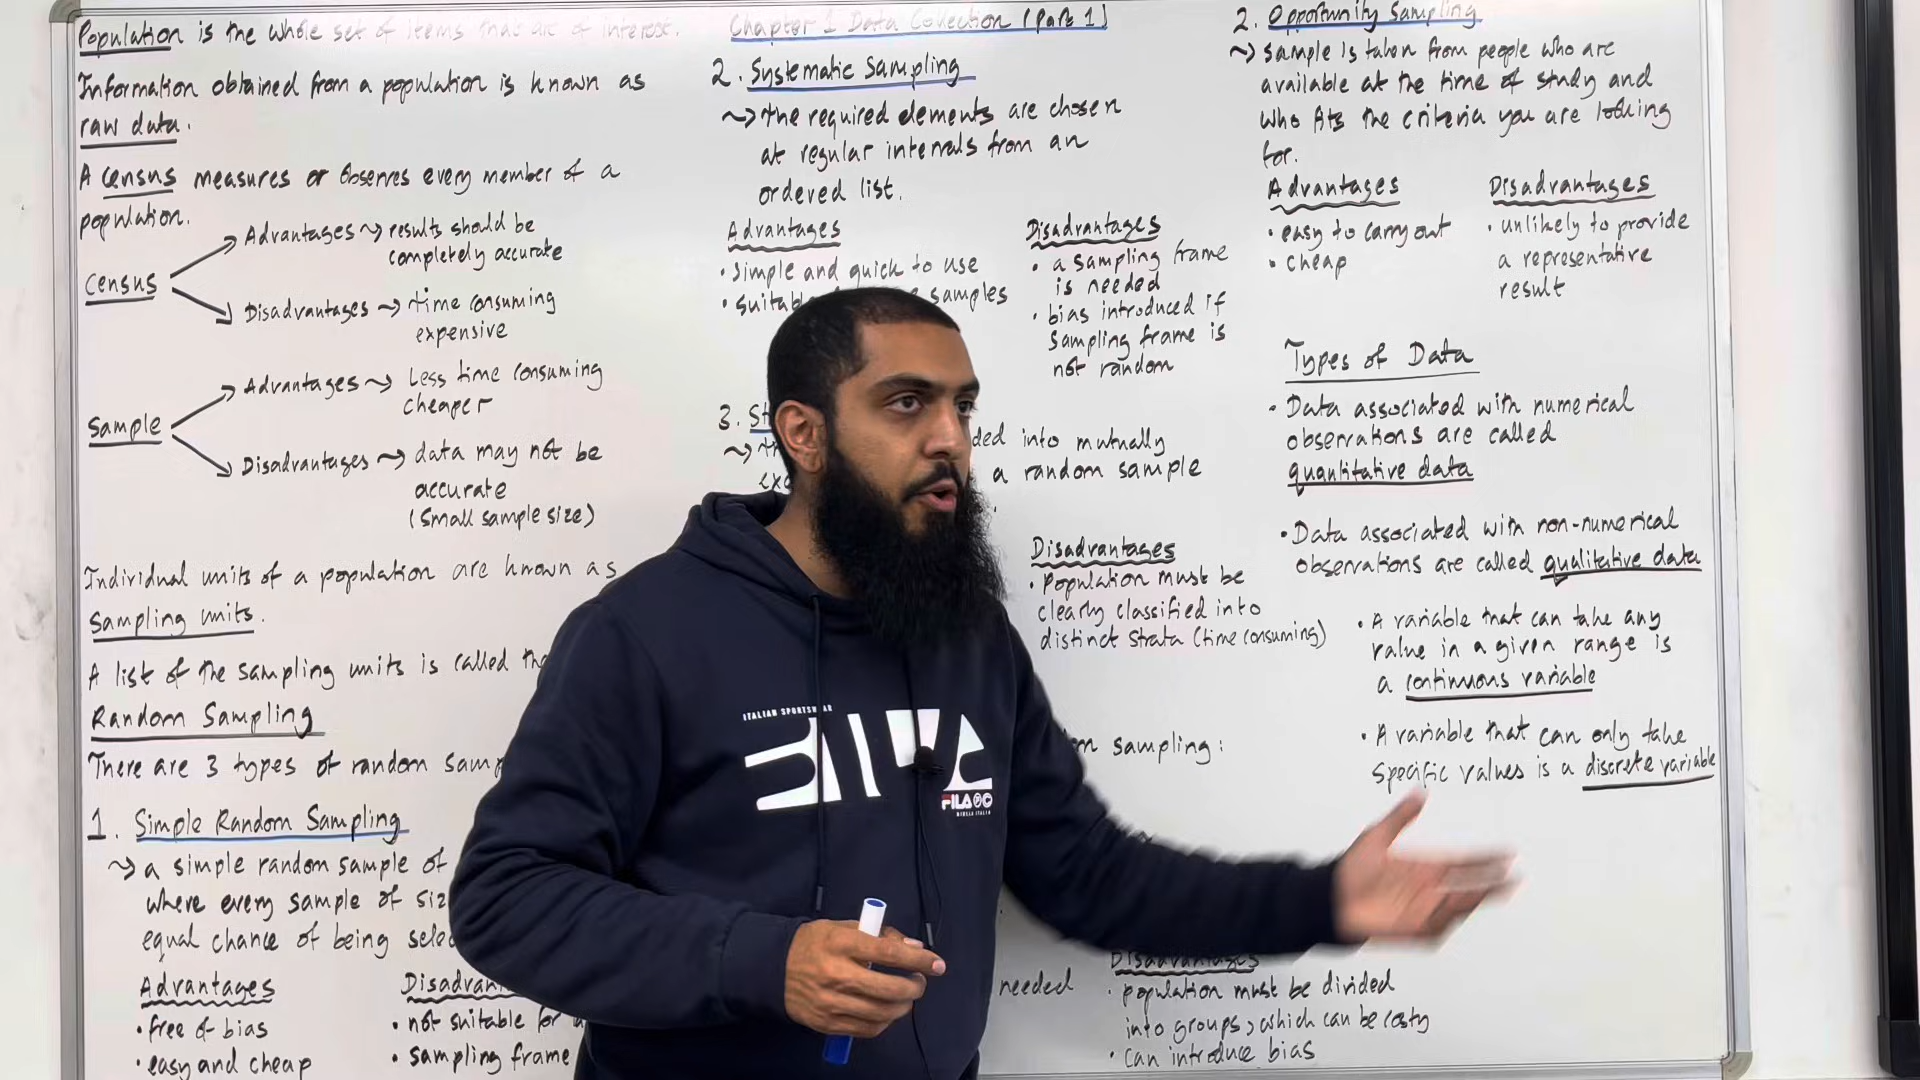 Population is the whole set of items that are of interest.
Information obtained from a population is known as
raw data.
A census measures or observes every member of a
population.
Census
Advantages
results should be
completely accurate
Disadvantages
time consuming
expensive
Sample
Advantages
less time consuming
cheaper
Disadvantages
data may not be
accurate
(small sample size)
Individual units of a population are known as
sampling units.
A list of the sampling units is called the
Random Sampling
There are 3 types of random
1. Simple Random Sampling
a simple random sample of
where every sample of
equal chance of being
Advantages
• free of bias
• easy and cheap
• not suitable for
• sampling frame
Chapter 1 Data Collection (Part 1)
2. Systematic Sampling
the required elements are chosen
at regular intervals from an
ordered list.
Advantages
• simple and quick to use
samples
Disadvantages
• a sampling frame
is needed
• bias introduced if
sampling frame is
not random
3.
into mutually
a random sample
Disadvantages
• population must be
clearly classified into
distinct strata (time consuming)
sampling:
needed
Disadvantages
• population must be divided
into groups, which can be costly
• can introduce bias
2. Opportunity Sampling
sample is taken from people who are
available at the time of study and
who fits the criteria you are looking
for.
Advantages
• easy to carry out
• cheap
Disadvantages
• unlikely to provide
a representative
result
Types of Data
• Data associated with numerical
observations are called
quantitative data
• Data associated with non-numerical
observations are called qualitative data
• A variable that can take any
value in a given range is
a continuous variable
• A variable that can only take
specific values is a discrete variable
ITALIAN SPORTSWEAR
FILA
BIELLA ITALIA